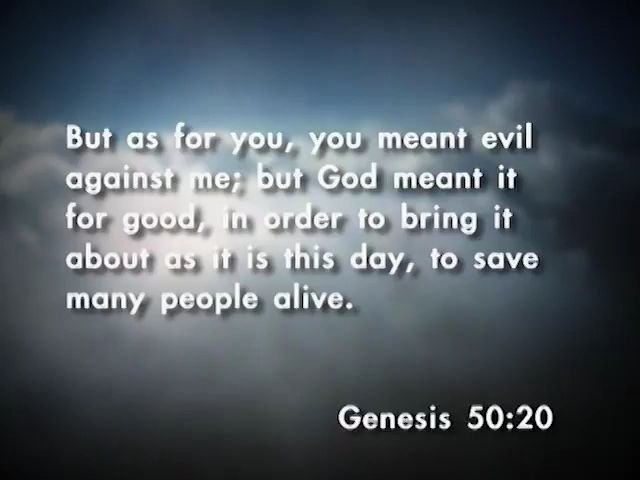 But as for you, you meant evil
against me; but God meant it
for good, in order to bring it
about as it is this day, to save
many people alive.
Genesis 50:20